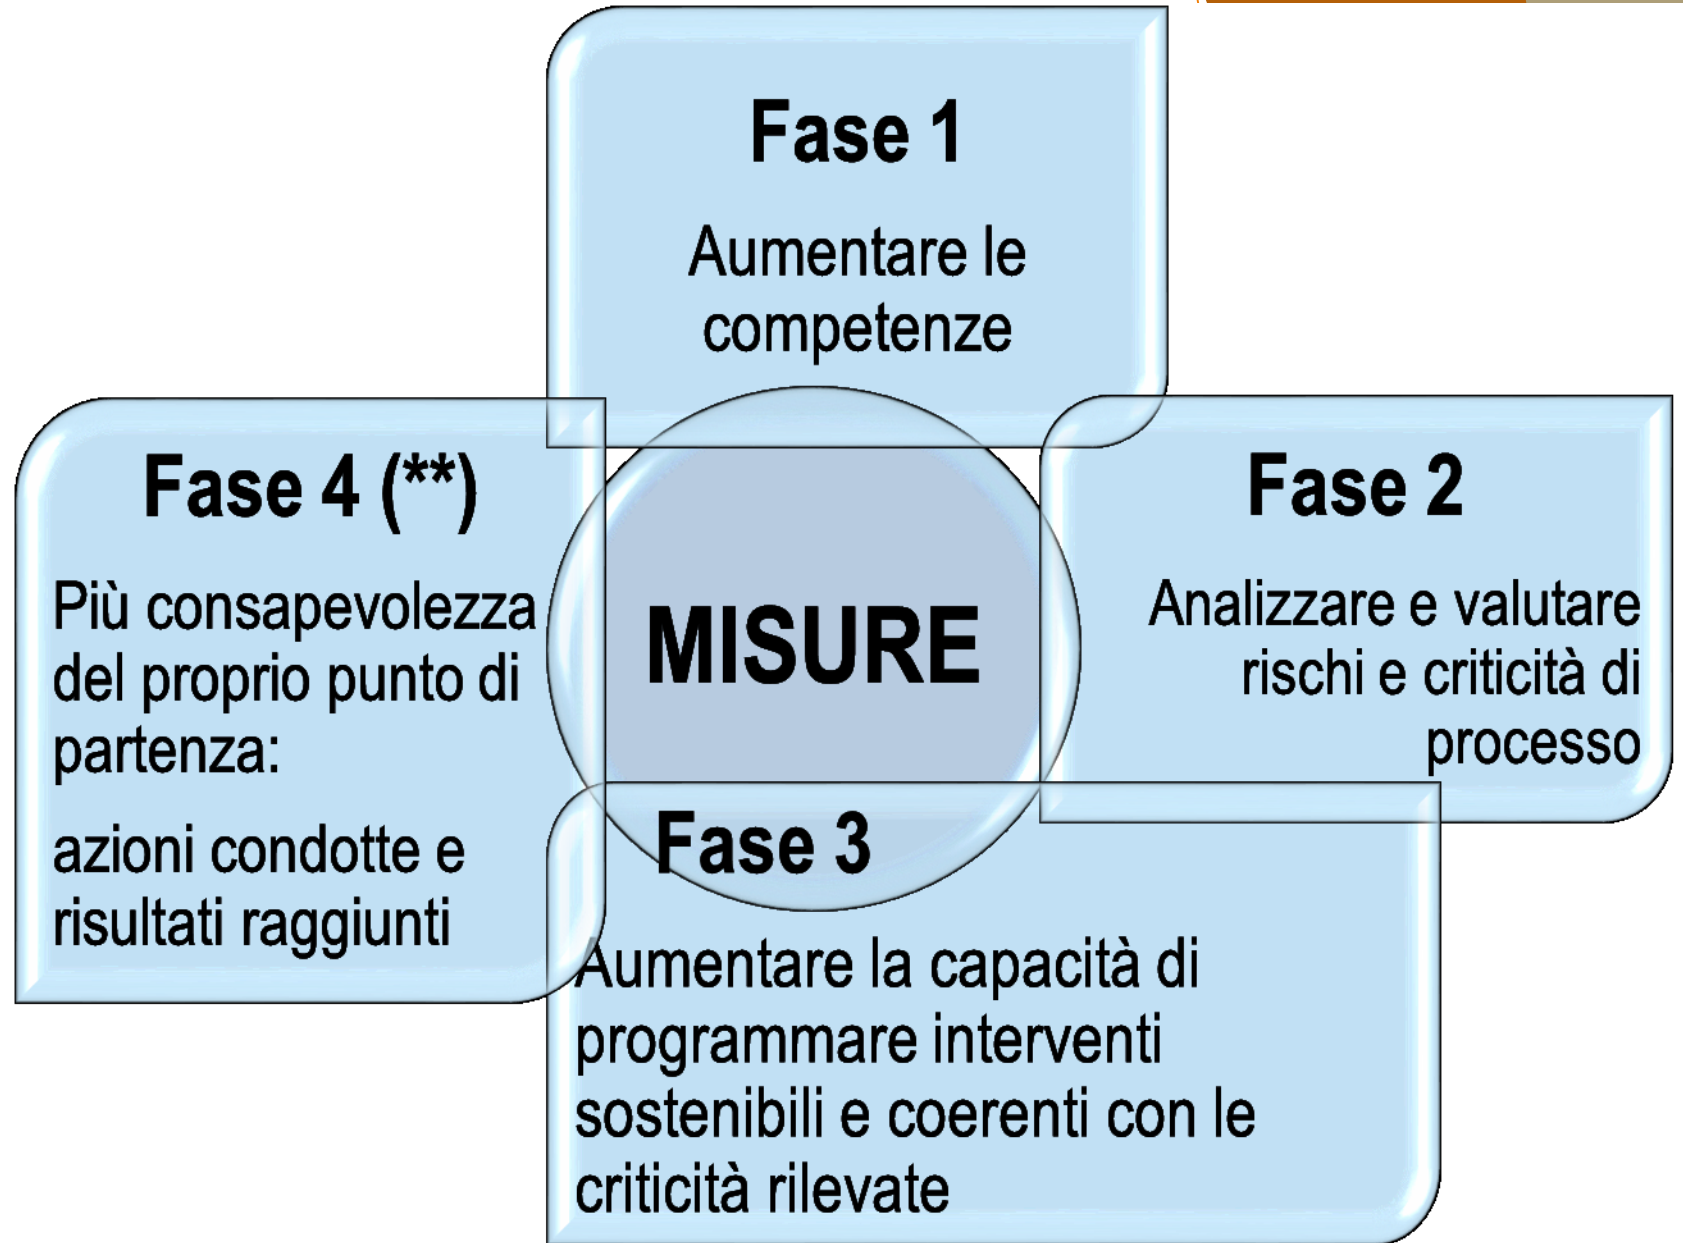 Fase 1
Aumentare le
competenze
Fase 2
Analizzare e valutare
rischi e criticità di
processo
Fase 3
Aumentare la capacità di
programmare interventi
sostenibili e coerenti con le
criticità rilevate
Fase 4 (**)
Più consapevolezza
del proprio punto di
partenza:
azioni condotte e
risultati raggiunti
MISURE